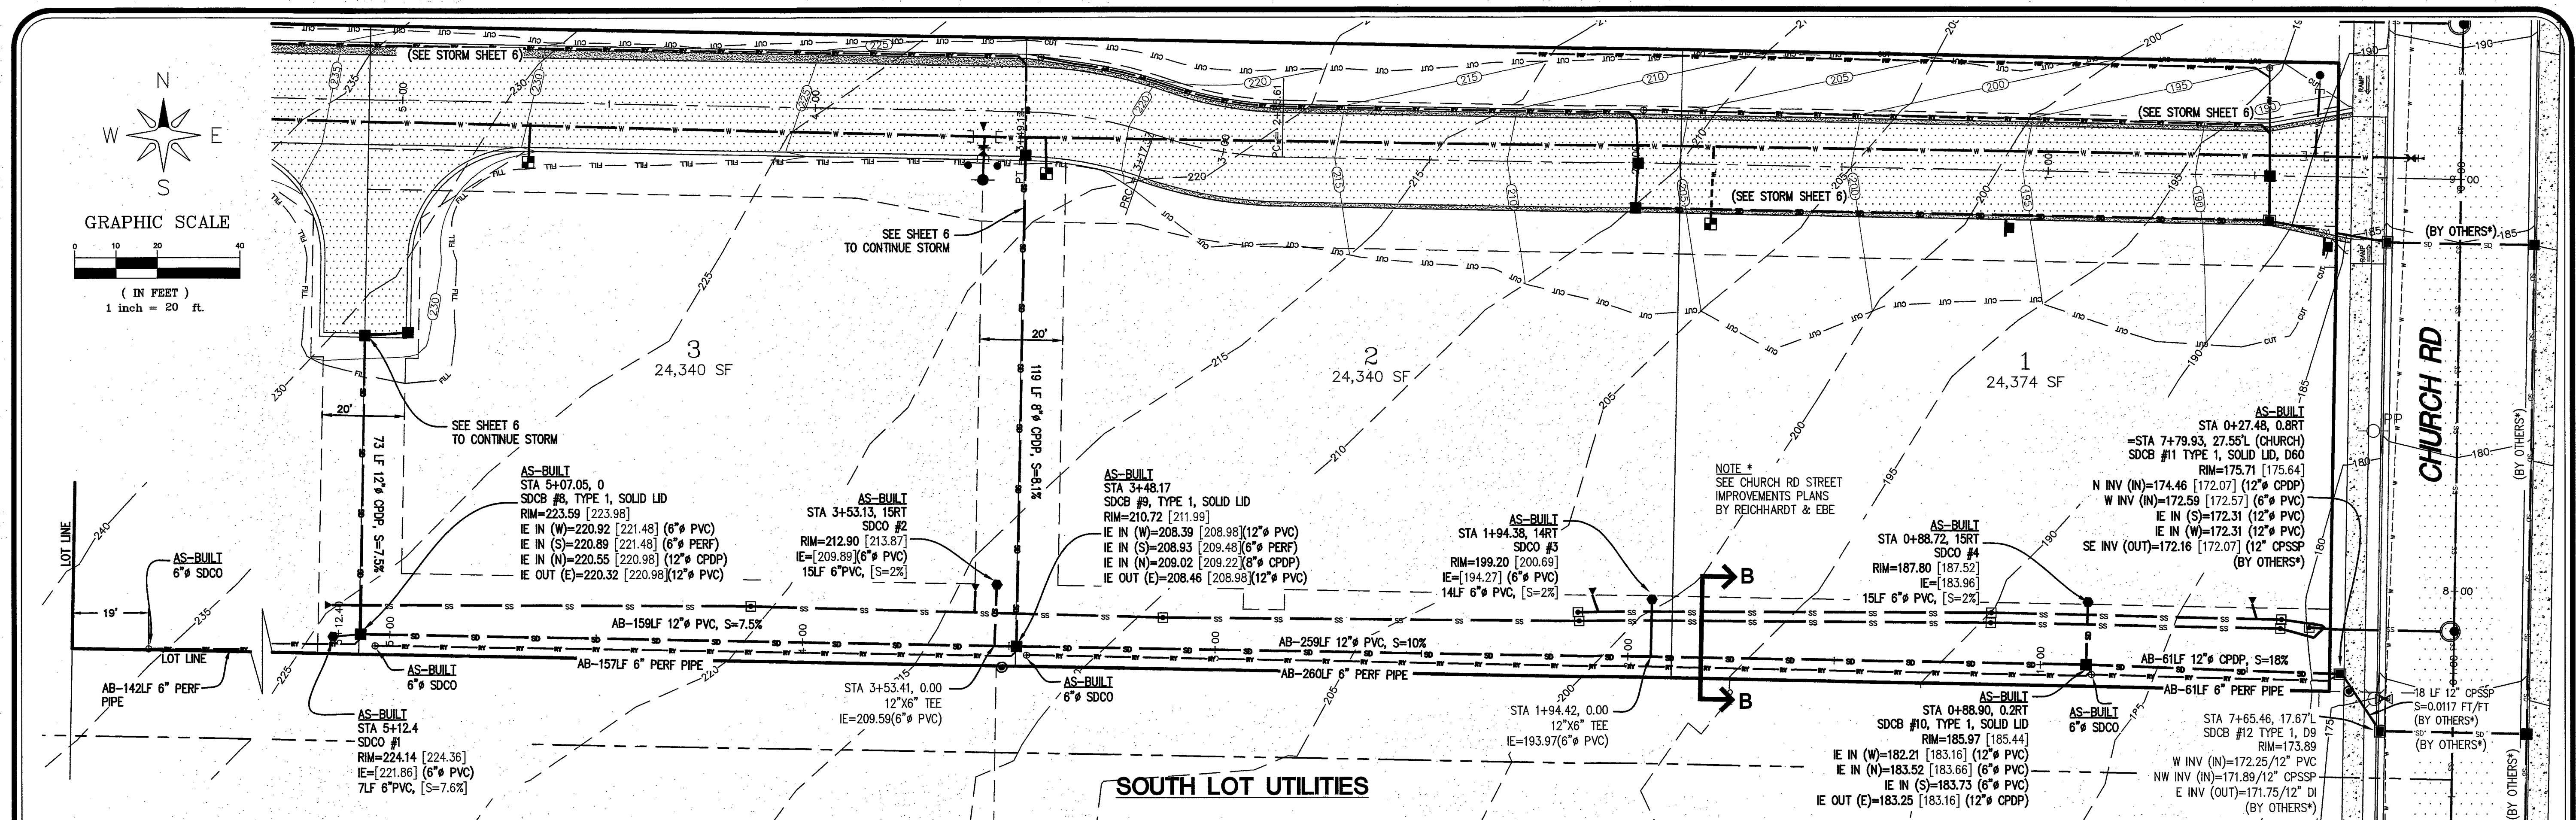 N
W E
S
GRAPHIC SCALE
0 10 20 40
( IN FEET )
1 inch = 20 ft.
(SEE STORM SHEET 6)
(SEE STORM SHEET 6)
(SEE STORM SHEET 6)
SEE SHEET 6
TO CONTINUE STORM
SEE SHEET 6
TO CONTINUE STORM
20'
20'
73 LF 12"ø CPDP, S=7.5%
119 LF 8"ø CPDP, S=8.1%
3
24,340 SF
2
24,340 SF
1
24,374 SF
CHURCH RD
RAMP
RAMP
(BY OTHERS*)
(BY OTHERS*)
(BY OTHERS*)
(BY OTHERS*)
LOT LINE
19'
LOT LINE
AS-BUILT
6"ø SDCO
AB-142LF 6" PERF
PIPE
AS-BUILT
STA 5+12.4
SDCO #1
RIM=224.14 [224.36]
IE=[221.86] (6"ø PVC)
7LF 6"PVC, [S=7.6%]
AS-BUILT
STA 5+07.05, 0
SDCB #8, TYPE 1, SOLID LID
RIM=223.59 [223.98]
IE IN (W)=220.92 [221.48] (6"ø PVC)
IE IN (S)=220.89 [221.48] (6"ø PERF)
IE IN (N)=220.55 [220.98] (12"ø CPDP)
IE OUT (E)=220.32 [220.98](12"ø PVC)
AS-BUILT
6"ø SDCO
AB-159LF 12"ø PVC, S=7.5%
AB-157LF 6" PERF PIPE
AS-BUILT
STA 3+53.13, 15RT
SDCO #2
RIM=212.90 [213.87]
IE=[209.89](6"ø PVC)
15LF 6"PVC, [S=2%]
STA 3+53.41, 0.00
12"X6" TEE
IE=209.59(6"ø PVC)
AS-BUILT
STA 3+48.17
SDCB #9, TYPE 1, SOLID LID
RIM=210.72 [211.99]
IE IN (W)=208.39 [208.98](12"ø PVC)
IE IN (S)=208.93 [209.48](6"ø PERF)
IE IN (N)=209.02 [209.22](8"ø CPDP)
IE OUT (E)=208.46 [208.98](12"ø PVC)
AS-BUILT
6"ø SDCO
AB-259LF 12"ø PVC, S=10%
AB-260LF 6" PERF PIPE
AS-BUILT
STA 1+94.38, 14RT
SDCO #3
RIM=199.20 [200.69]
IE=[194.27] (6"ø PVC)
14LF 6"ø PVC, [S=2%]
STA 1+94.42, 0.00
12"X6" TEE
IE=193.97(6"ø PVC)
B
B
NOTE *
SEE CHURCH RD STREET
IMPROVEMENTS PLANS
BY REICHHARDT & EBE
AS-BUILT
STA 0+88.72, 15RT
SDCO #4
RIM=187.80 [187.52]
IE=[183.96]
15LF 6"ø PVC, [S=2%]
AS-BUILT
STA 0+88.90, 0.2RT
SDCB #10, TYPE 1, SOLID LID
RIM=185.97 [185.44]
IE IN (W)=182.21 [183.16] (12"ø PVC)
IE IN (N)=183.52 [183.66] (6"ø PVC)
IE IN (S)=183.73 (6"ø PVC)
IE OUT (E)=183.25 [183.16] (12"ø CPDP)
AS-BUILT
6"ø SDCO
AB-61LF 12"ø CPDP, S=18%
AB-61LF 6" PERF PIPE
AS-BUILT
STA 0+27.48, 0.8RT
=STA 7+79.93, 27.55'L (CHURCH)
SDCB #11 TYPE 1, SOLID LID, D60
RIM=175.71 [175.64]
N INV (IN)=174.46 [172.07] (12"ø CPDP)
W INV (IN)=172.59 [172.57] (6"ø PVC)
IE IN (S)=172.31 (12"ø PVC)
IE IN (W)=172.31 (12"ø PVC)
SE INV (OUT)=172.16 [172.07] (12" CPSSP
(BY OTHERS*)
18 LF 12" CPSSP
S=0.0117 FT/FT
(BY OTHERS*)
STA 7+65.46, 17.67'L
SDCB #12 TYPE 1, D9
RIM=173.89
W INV (IN)=172.25/12" PVC
NW INV (IN)=171.89/12" CPSSP
E INV (OUT)=171.75/12" DI
(BY OTHERS*)
SOUTH LOT UTILITIES